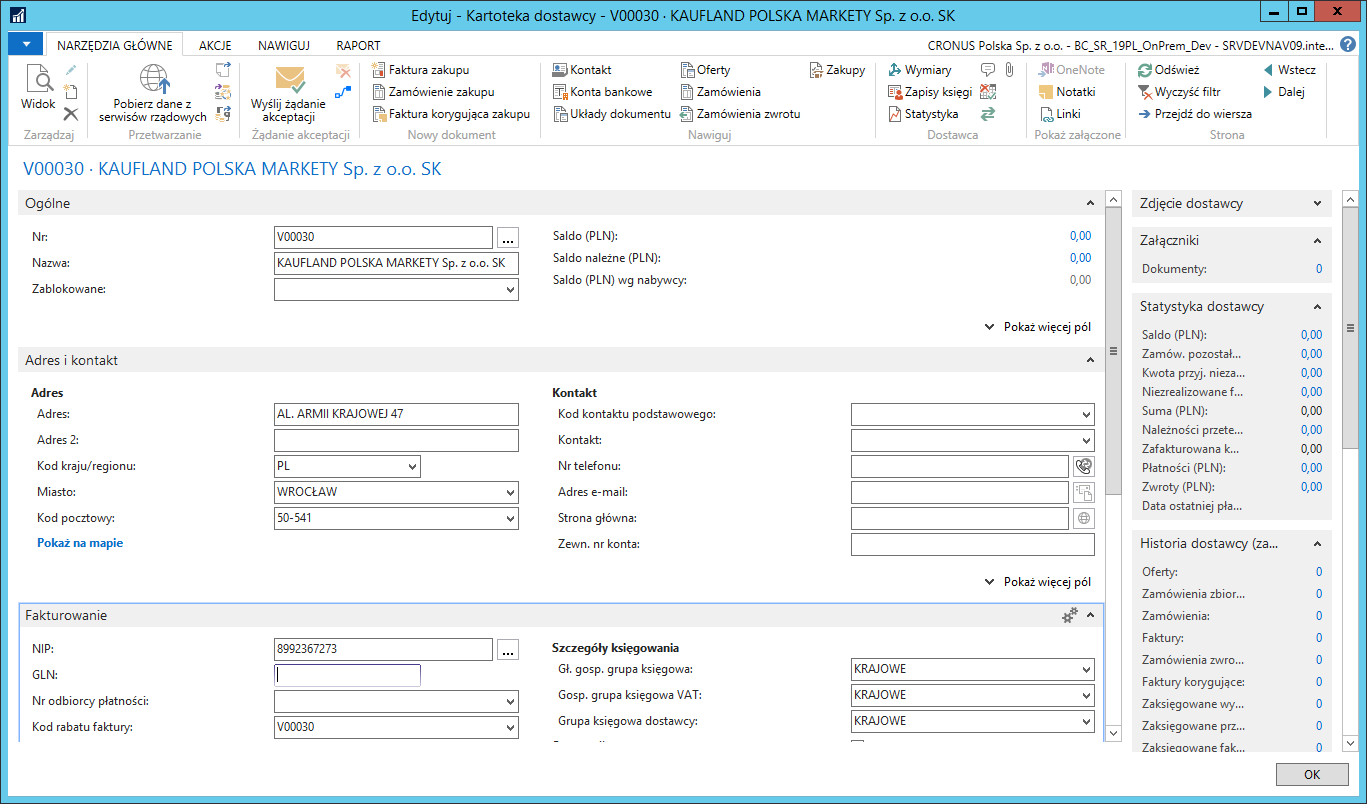 Edytuj - Kartoteka dostawcy - V00030 · KAUFLAND POLSKA MARKETY Sp. z o.o. SK
NARZĘDZIA GŁÓWNE AKCJE NAWIGUJ RAPORT CRONUS Polska Sp. z o.o. - BC_SR_19PL_OnPrem_Dev - SRVDEVNAV09.inte... ?
Widok
Zarządzaj
Pobierz dane z
serwisów rządowych
Przetwarzanie
Wyślij żądanie
akceptacji
Żądanie akceptacji
Faktura zakupu
Zamówienie zakupu
Faktura korygująca zakupu
Nowy dokument
Kontakt
Konta bankowe
Układy dokumentu
Oferty
Zamówienia
Zamówienia zwrotu
Zakupy
Nawiguj
Wymiary
Zapisy księgi
Statystyka
Dostawca
OneNote
Notatki
Linki
Pokaż załączone
Odśwież
Wyczyść filtr
Przejdź do wiersza
Wstecz
Dalej
Strona
V00030 · KAUFLAND POLSKA MARKETY Sp. z o.o. SK
Ogólne
Nr: V00030 ...
Nazwa: KAUFLAND POLSKA MARKETY Sp. z o.o. SK
Zablokowane:
Saldo (PLN): 0,00
Saldo należne (PLN): 0,00
Saldo (PLN) wg nabywcy: 0,00
Pokaż więcej pól
Adres i kontakt
Adres
Adres: AL. ARMII KRAJOWEJ 47
Adres 2:
Kod kraju/regionu: PL
Miasto: WROCŁAW
Kod pocztowy: 50-541
Pokaż na mapie
Kontakt
Kod kontaktu podstawowego:
Kontakt:
Nr telefonu:
Adres e-mail:
Strona główna:
Zewn. nr konta:
Pokaż więcej pól
Fakturowanie
NIP: 8992367273 ...
GLN:
Nr odbiorcy płatności:
Kod rabatu faktury: V00030
Szczegóły księgowania
Gł. gosp. grupa księgowa: KRAJOWE
Gosp. grupa księgowa VAT: KRAJOWE
Grupa księgowa dostawcy: KRAJOWE
Zdjęcie dostawcy
Załączniki
Dokumenty: 0
Statystyka dostawcy
Saldo (PLN): 0,00
Zamów. pozostał... 0,00
Kwota przyj. nieza... 0,00
Niezrealizowane f... 0,00
Suma (PLN): 0,00
Należności przete... 0,00
Zafakturowana k... 0,00
Płatności (PLN): 0,00
Zwroty (PLN): 0,00
Data ostatniej pła...
Historia dostawcy (za...
Oferty: 0
Zamówienia zbior... 0
Zamówienia: 0
Faktury: 0
Zamówienia zwro... 0
Faktury korygujące: 0
Zaksięgowane wy... 0
Zaksięgowane prz... 0
Zaksięgowane fak... 0
OK